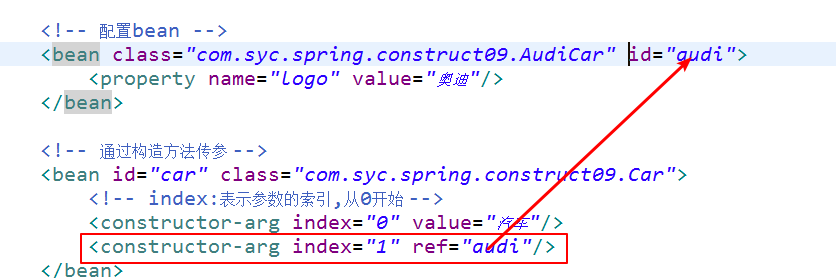 <!-- 配置bean -->
<bean class="com.syc.spring.construct09.AudiCar" id="audi">
<property name="logo" value="奥迪"/>
</bean>
<!-- 通过构造方法传参 -->
<bean id="car" class="com.syc.spring.construct09.Car">
<!-- index:表示参数的索引,从0开始 -->
<constructor-arg index="0" value="汽车"/>
<constructor-arg index="1" ref="audi"/>
</bean>